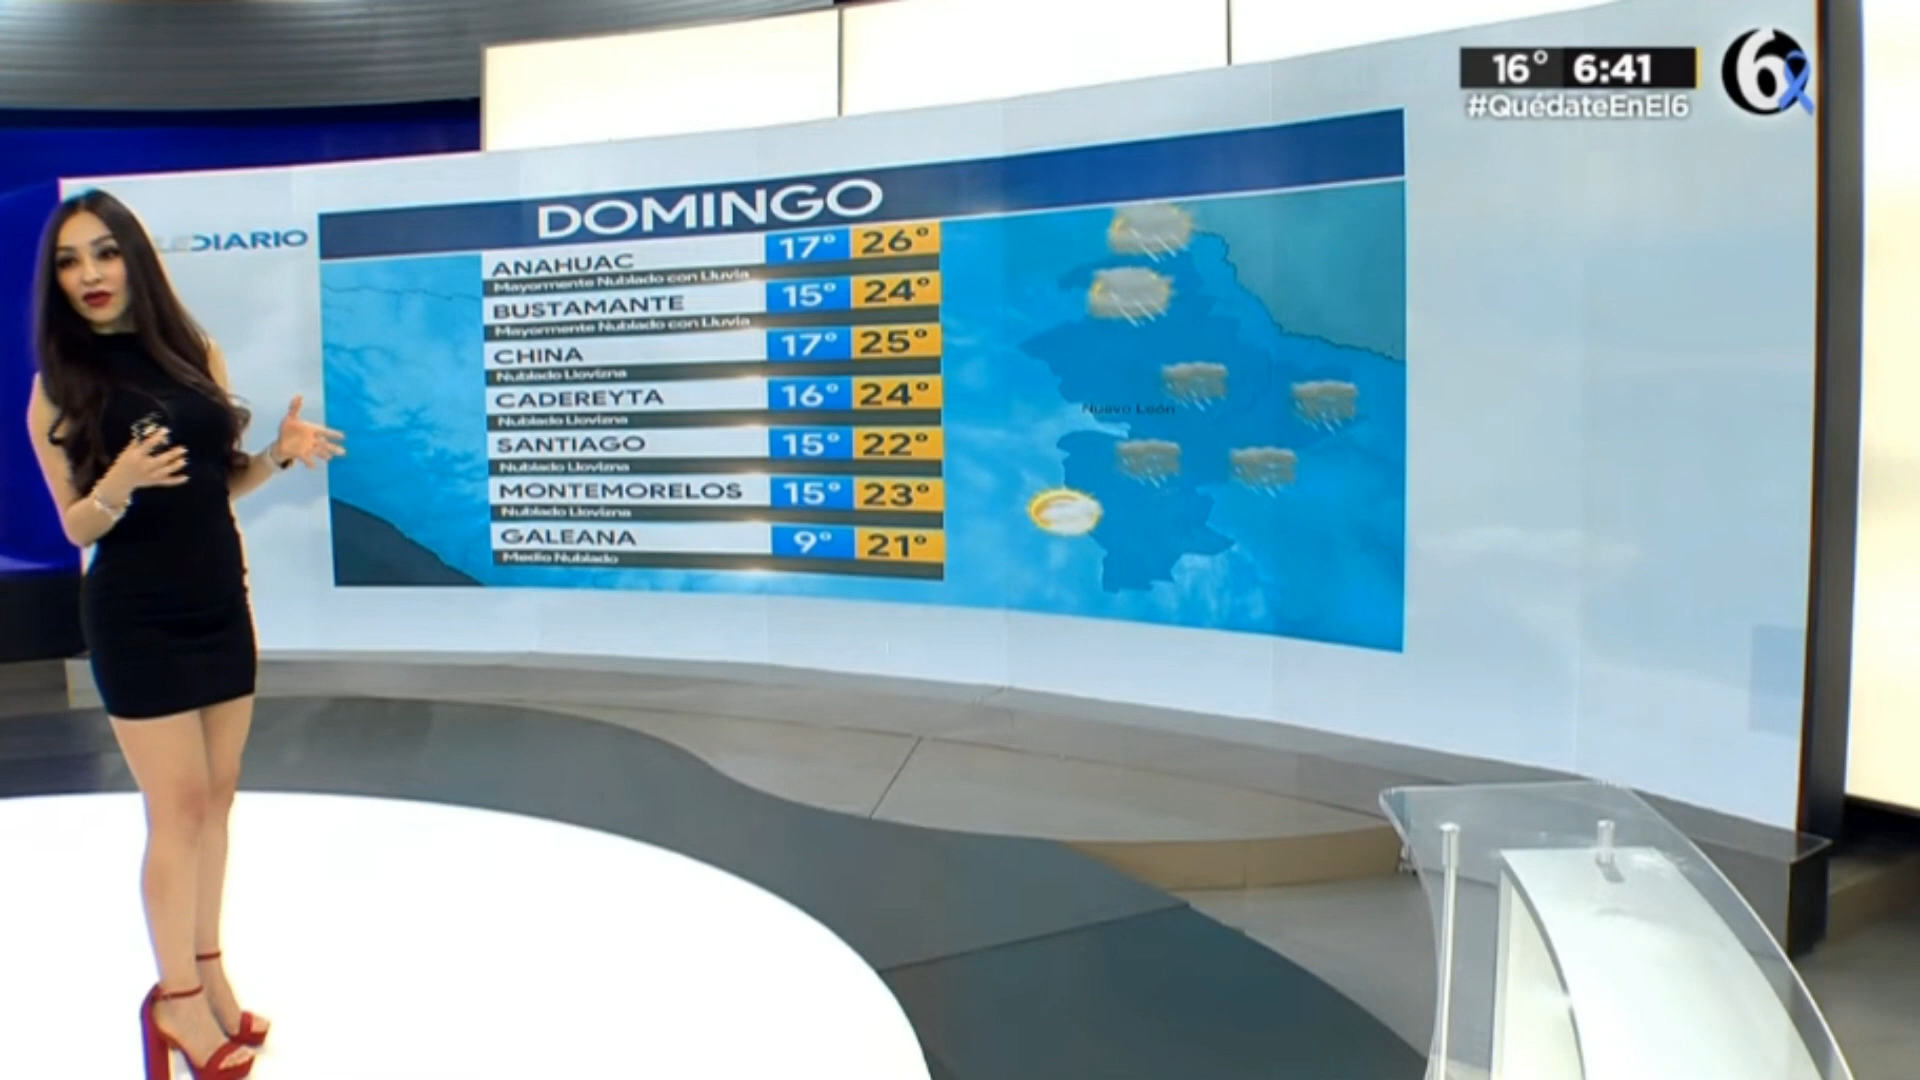 16° 6:41
#QuédateEnEl6
6
DIARIO
DOMINGO
ANAHUAC 17° 26°
Mayormente Nublado con Lluvia
BUSTAMANTE 15° 24°
Mayormente Nublado con Lluvia
CHINA 17° 25°
Nublado Llovizna
CADEREYTA 16° 24°
Nublado Llovizna
SANTIAGO 15° 22°
Nublado Llovizna
MONTEMORELOS 15° 23°
Nublado Llovizna
GALEANA 9° 21°
Medio Nublado
Nuevo León